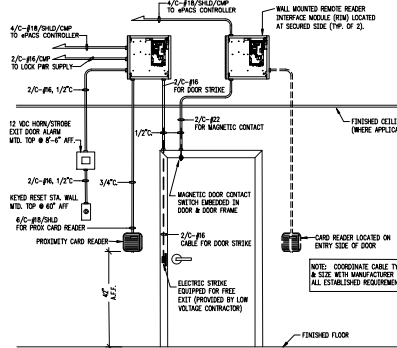 4/C-#18/SHLD/CMP
TO ePACS CONTROLLER
4/C-#18/SHLD/CMP
TO ePACS CONTROLLER
2/C-#16/CMP
TO LOCK PWR SUPPLY
WALL MOUNTED REMOTE READER
INTERFACE MODULE (RIM) LOCATED
AT SECURED SIDE (TYP. OF 2).
2/C-#16, 1/2"C.
2/C-#16
FOR DOOR STRIKE
12 VDC HORN/STROBE
EXIT DOOR ALARM
MTD. TOP @ 8'-6" AFF.
1/2"C.
2/C-#22
FOR MAGNETIC CONTACT
FINISHED CEILI
(WHERE APPLICA
2/C-#16, 1/2"C.
3/4"C.
KEYED RESET STA. WALL
MTD. TOP @ 60" AFF
MAGNETIC DOOR CONTACT
SWITCH EMBEDDED IN
DOOR & DOOR FRAME
6/C-#18/SHLD
FOR PROX CARD READER
PROXIMITY CARD READER
2/C-#16
CABLE FOR DOOR STRIKE
CARD READER LOCATED ON
ENTRY SIDE OF DOOR
42"
A.F.F.
ELECTRIC STRIKE
EQUIPPED FOR FREE
EXIT (PROVIDED BY LOW
VOLTAGE CONTRACTOR)
NOTE: COORDINATE CABLE TY
& SIZE WITH MANUFACTURER
ALL ESTABLISHED REQUIREMEN
FINISHED FLOOR